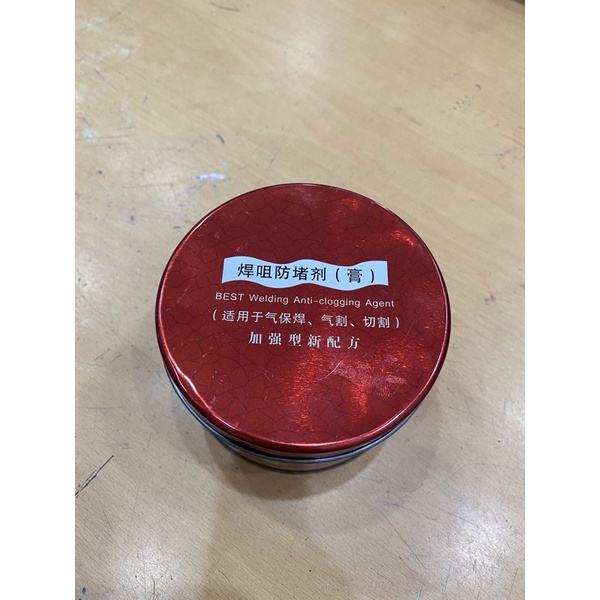 焊咀防堵剂(膏)
BEST Welding Anti-clogging Agent
(适用于气保焊、气割、切割)
加强型新配方